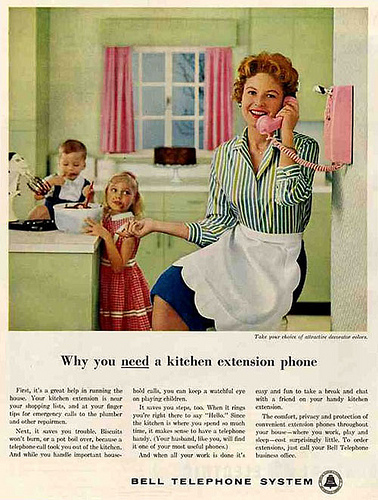 Take your choice of attractive decorator colors.
Why you need a kitchen extension phone
First, it's a great help in running the
house. Your kitchen extension is near
your shopping lists, and at your finger
tips for emergency calls to the plumber
and other repairmen.
Next, it saves you trouble. Biscuits
won't burn, or a pot boil over, because a
telephone call took you out of the kitchen.
And while you handle important house-
hold calls, you can keep a watchful eye
on playing children.
It saves you steps, too. When it rings
you're right there to say "Hello." Since
the kitchen is where you spend so much
time, it makes sense to have a telephone
handy. (Your husband, like you, will find
it one of your most useful phones.)
And when all your work is done it's
easy and fun to take a break and chat
with a friend on your handy kitchen
extension.
The comfort, privacy and protection of
convenient extension phones throughout
your house—where you work, play and
sleep—cost surprisingly little. To order
extensions, just call your Bell Telephone
business office.
BELL TELEPHONE SYSTEM